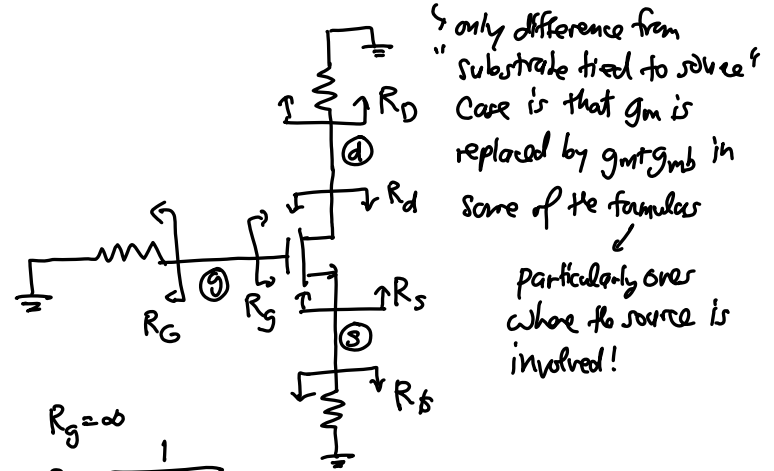 ↳ only difference from
"substrate tied to source"
case is that gm is
replaced by gm+gmb in
some of the formulas
particularly ones
where the source is
involved!
RD
d
Rd
g
RG
Rg
Rs
s
Rg = ∞
1